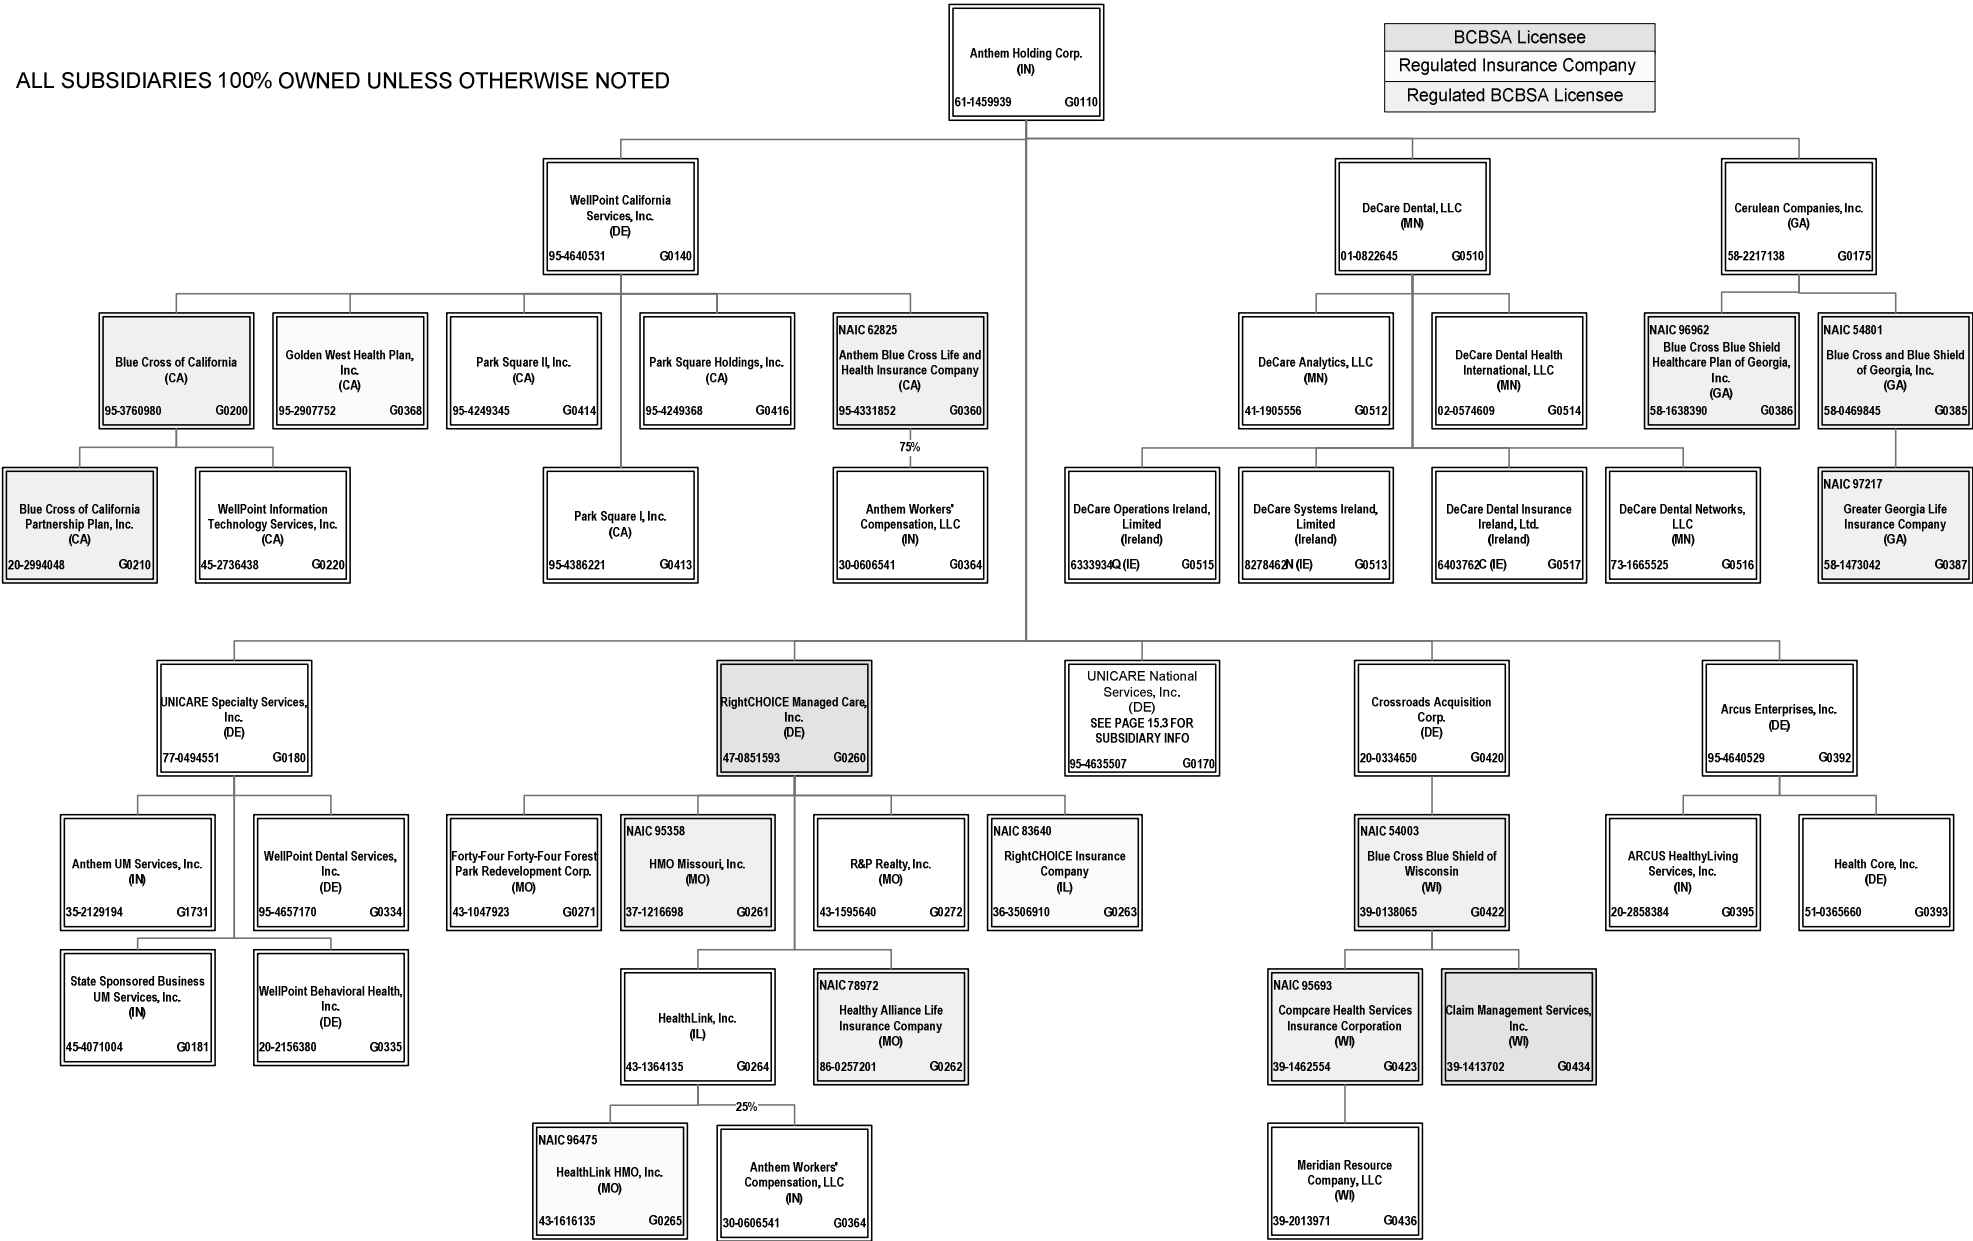 Anthem Holding Corp.
(IN)
61-1459939 G0110
BCBSA Licensee
Regulated Insurance Company
Regulated BCBSA Licensee
ALL SUBSIDIARIES 100% OWNED UNLESS OTHERWISE NOTED
WellPoint California
Services, Inc.
(DE)
95-4640531 G0140
DeCare Dental, LLC
(MN)
01-0822645 G0510
Cerulean Companies, Inc.
(GA)
58-2217138 G0175
Blue Cross of California
(CA)
95-3760980 G0200
Golden West Health Plan,
Inc.
(CA)
95-2907752 G0368
Park Square II, Inc.
(CA)
95-4249345 G0414
Park Square Holdings, Inc.
(CA)
95-4249368 G0416
NAIC 62825
Anthem Blue Cross Life and
Health Insurance Company
(CA)
95-4331852 G0360
DeCare Analytics, LLC
(MN)
41-1905556 G0512
DeCare Dental Health
International, LLC
(MN)
02-0574609 G0514
NAIC 96962
Blue Cross Blue Shield
Healthcare Plan of Georgia,
Inc.
(GA)
58-1638390 G0386
NAIC 54801
Blue Cross and Blue Shield
of Georgia, Inc.
(GA)
58-0469845 G0385
75%
Blue Cross of California
Partnership Plan, Inc.
(CA)
20-2994048 G0210
WellPoint Information
Technology Services, Inc.
(CA)
45-2736438 G0220
Park Square I, Inc.
(CA)
95-4386221 G0413
Anthem Workers'
Compensation, LLC
(IN)
30-0606541 G0364
DeCare Operations Ireland,
Limited
(Ireland)
6333934Q (IE) G0515
DeCare Systems Ireland,
Limited
(Ireland)
8278462N (IE) G0513
DeCare Dental Insurance
Ireland, Ltd.
(Ireland)
6403762C (IE) G0517
DeCare Dental Networks,
LLC
(MN)
73-1665525 G0516
NAIC 97217
Greater Georgia Life
Insurance Company
(GA)
58-1473042 G0387
UNICARE Specialty Services,
Inc.
(DE)
77-0494551 G0180
RightCHOICE Managed Care,
Inc.
(DE)
47-0851593 G0260
UNICARE National
Services, Inc.
(DE)
SEE PAGE 15.3 FOR
SUBSIDIARY INFO
95-4635507 G0170
Crossroads Acquisition
Corp.
(DE)
20-0334650 G0420
Arcus Enterprises, Inc.
(DE)
95-4640529 G0392
Anthem UM Services, Inc.
(IN)
35-2129194 G1731
WellPoint Dental Services,
Inc.
(DE)
95-4657170 G0334
Forty-Four Forty-Four Forest
Park Redevelopment Corp.
(MO)
43-1047923 G0271
NAIC 95358
HMO Missouri, Inc.
(MO)
37-1216698 G0261
R&P Realty, Inc.
(MO)
43-1595640 G0272
NAIC 83640
RightCHOICE Insurance
Company
(IL)
36-3506910 G0263
NAIC 54003
Blue Cross Blue Shield of
Wisconsin
(WI)
39-0138065 G0422
ARCUS HealthyLiving
Services, Inc.
(IN)
20-2858384 G0395
Health Core, Inc.
(DE)
51-0365660 G0393
State Sponsored Business
UM Services, Inc.
(IN)
45-4071004 G0181
WellPoint Behavioral Health,
Inc.
(DE)
20-2156380 G0335
HealthLink, Inc.
(IL)
43-1364135 G0264
NAIC 78972
Healthy Alliance Life
Insurance Company
(MO)
86-0257201 G0262
NAIC 95693
Compcare Health Services
Insurance Corporation
(WI)
39-1462554 G0423
Claim Management Services,
Inc.
(WI)
39-1413702 G0434
25%
NAIC 96475
HealthLink HMO, Inc.
(MO)
43-1616135 G0265
Anthem Workers'
Compensation, LLC
(IN)
30-0606541 G0364
Meridian Resource
Company, LLC
(WI)
39-2013971 G0436